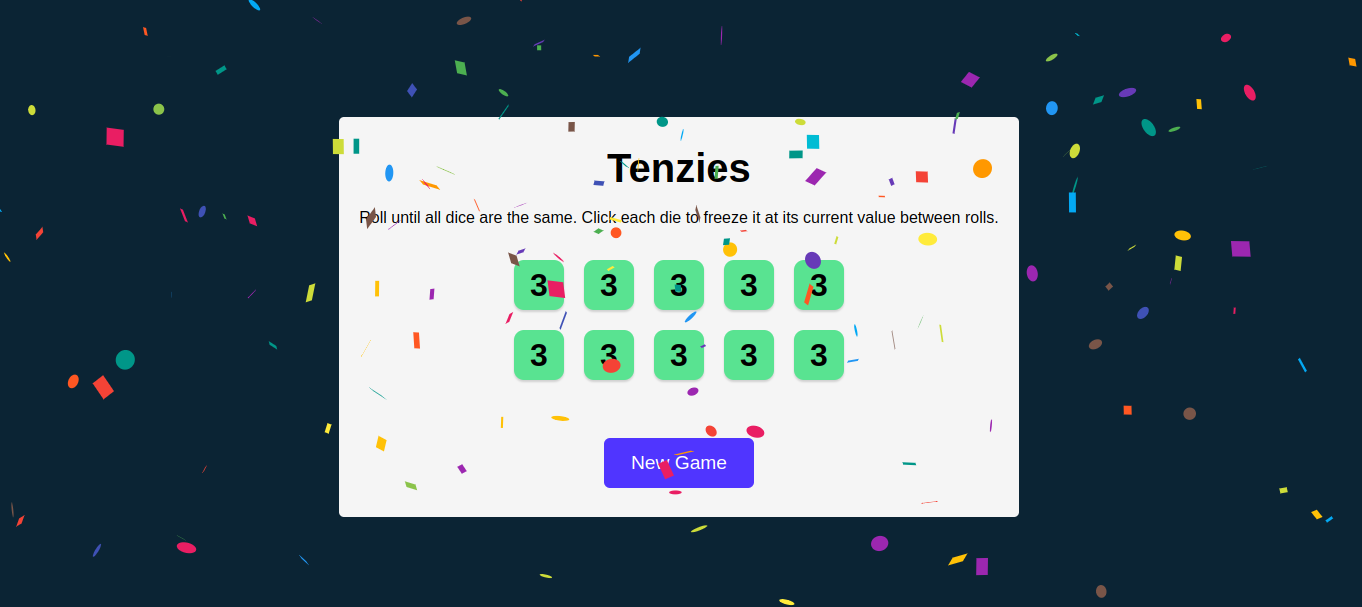 Tenzies
Roll until all dice are the same. Click each die to freeze it at its current value between rolls.
3 3 3 3 3
3 3 3 3 3
New Game